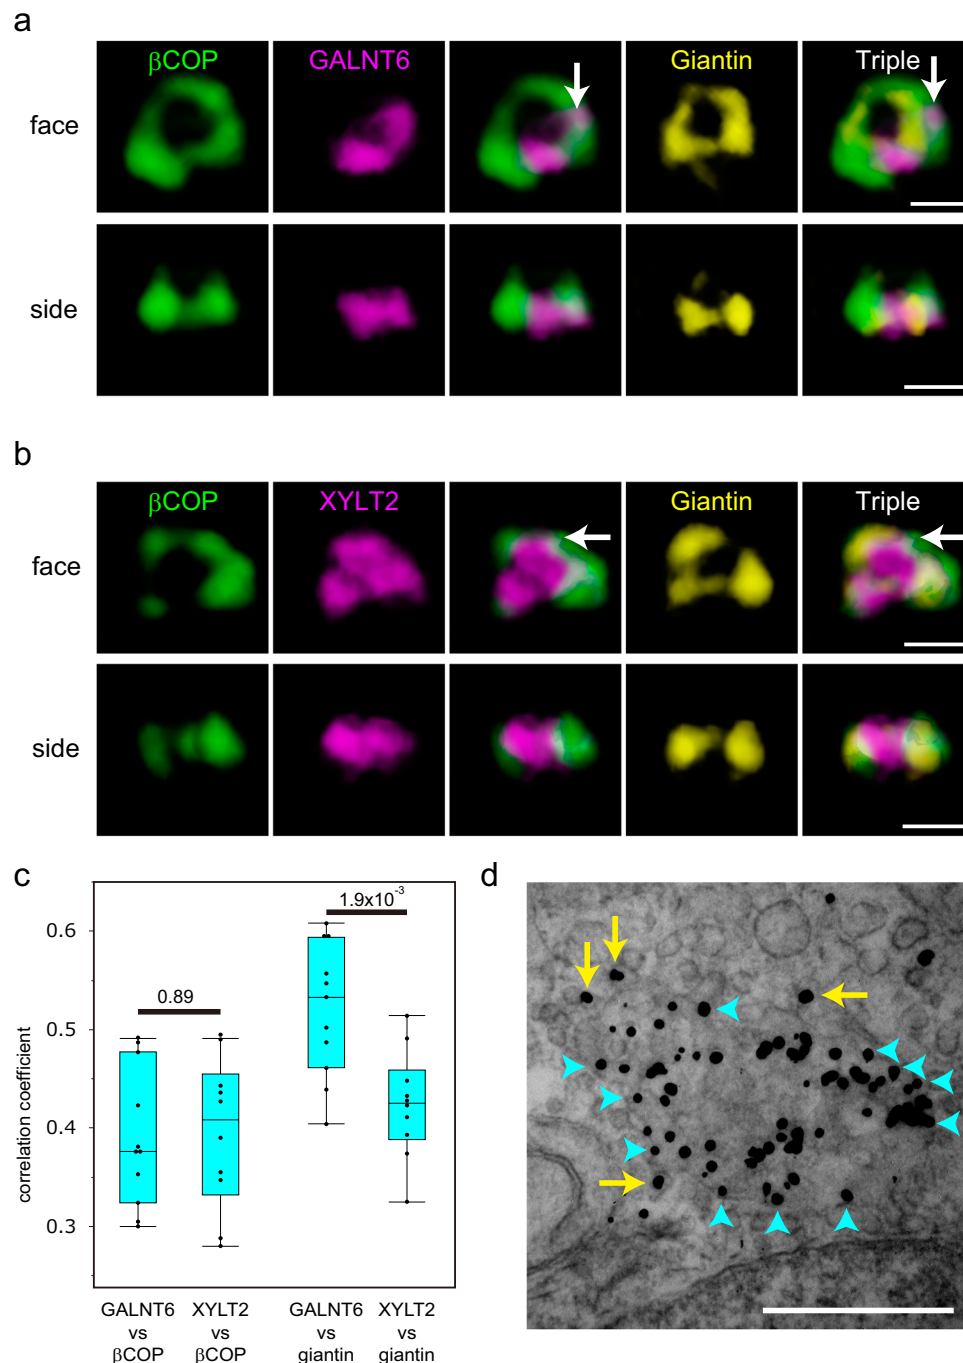 a
βCOP
GALNT6
Giantin
Triple
face
side
b
βCOP
XYLT2
Giantin
Triple
face
side
c
correlation coefficient
0.6
0.5
0.4
0.3
0.89
1.9x10⁻³
GALNT6
vs
βCOP
XYLT2
vs
βCOP
GALNT6
vs
giantin
XYLT2
vs
giantin
d